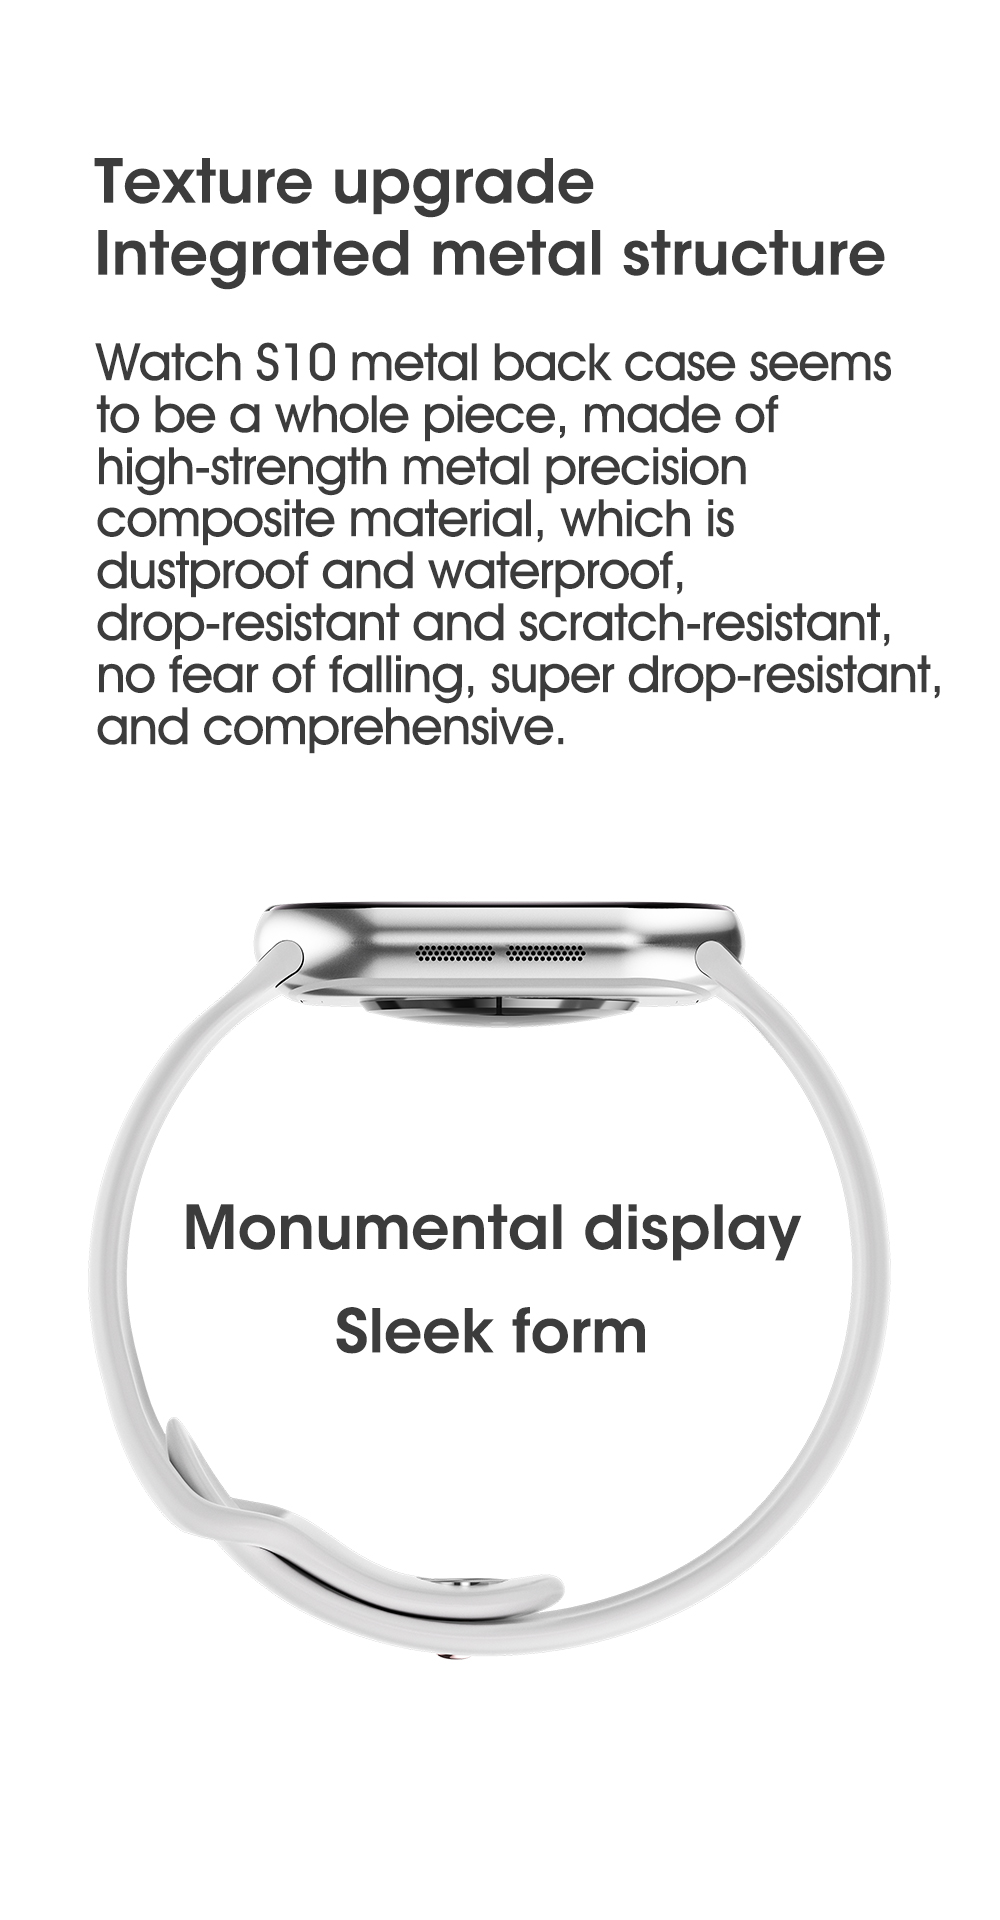 Texture upgrade
Integrated metal structure
Watch S10 metal back case seems
to be a whole piece, made of
high-strength metal precision
composite material, which is
dustproof and waterproof,
drop-resistant and scratch-resistant,
no fear of falling, super drop-resistant,
and comprehensive.
Monumental display
Sleek form